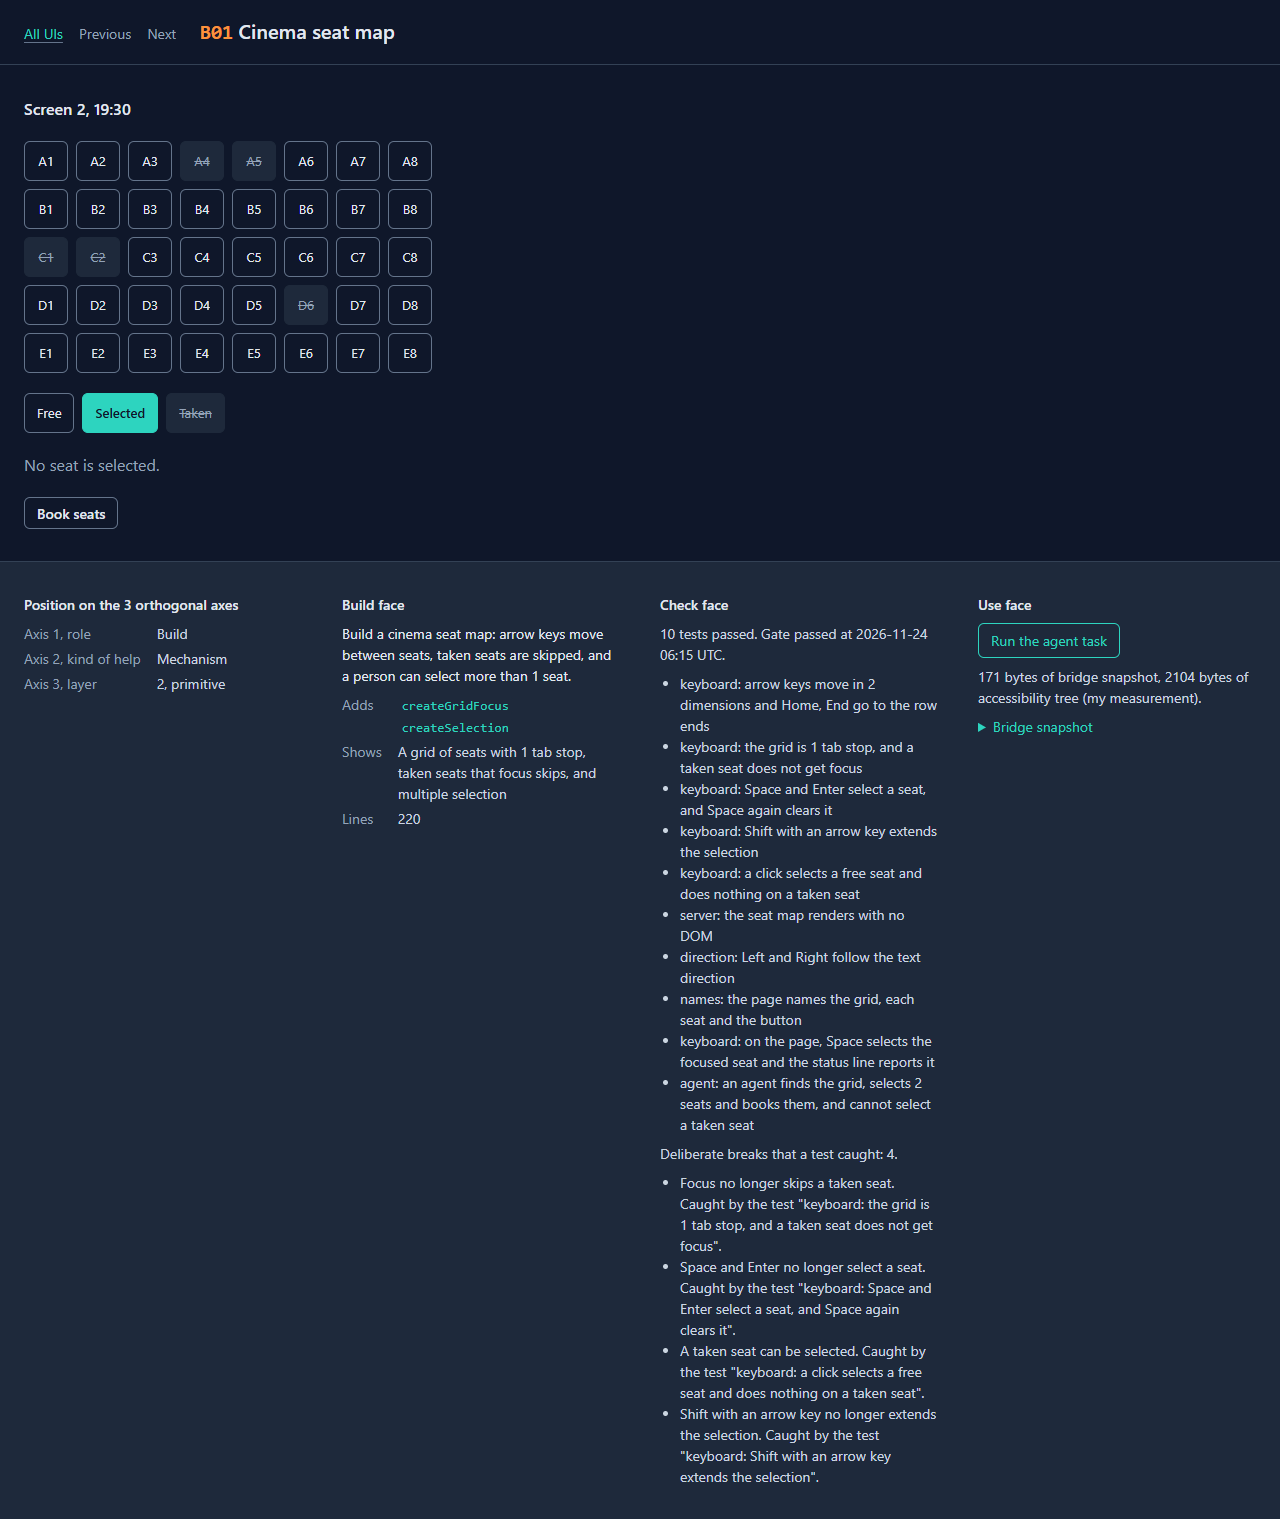 All UIs Previous Next B01 Cinema seat map
Screen 2, 19:30
A1 A2 A3 A4 A5 A6 A7 A8
B1 B2 B3 B4 B5 B6 B7 B8
C1 C2 C3 C4 C5 C6 C7 C8
D1 D2 D3 D4 D5 D6 D7 D8
E1 E2 E3 E4 E5 E6 E7 E8
Free Selected Taken
No seat is selected.
Book seats
Position on the 3 orthogonal axes
Axis 1, role Build
Axis 2, kind of help Mechanism
Axis 3, layer 2, primitive
Build face
Build a cinema seat map: arrow keys move
between seats, taken seats are skipped, and
a person can select more than 1 seat.
Adds createGridFocus
createSelection
Shows A grid of seats with 1 tab stop,
taken seats that focus skips, and
multiple selection
Lines 220
Check face
10 tests passed. Gate passed at 2026-11-24
06:15 UTC.
• keyboard: arrow keys move in 2
dimensions and Home, End go to the row
ends
• keyboard: the grid is 1 tab stop, and a
taken seat does not get focus
• keyboard: Space and Enter select a seat,
and Space again clears it
• keyboard: Shift with an arrow key extends
the selection
• keyboard: a click selects a free seat and
does nothing on a taken seat
• server: the seat map renders with no
DOM
• direction: Left and Right follow the text
direction
• names: the page names the grid, each
seat and the button
• keyboard: on the page, Space selects the
focused seat and the status line reports it
• agent: an agent finds the grid, selects 2
seats and books them, and cannot select
a taken seat
Deliberate breaks that a test caught: 4.
• Focus no longer skips a taken seat.
Caught by the test "keyboard: the grid is
1 tab stop, and a taken seat does not get
focus".
• Space and Enter no longer select a seat.
Caught by the test "keyboard: Space and
Enter select a seat, and Space again
clears it".
• A taken seat can be selected. Caught by
the test "keyboard: a click selects a free
seat and does nothing on a taken seat".
• Shift with an arrow key no longer extends
the selection. Caught by the test
"keyboard: Shift with an arrow key
extends the selection".
Use face
Run the agent task
171 bytes of bridge snapshot, 2104 bytes of
accessibility tree (my measurement).
Bridge snapshot